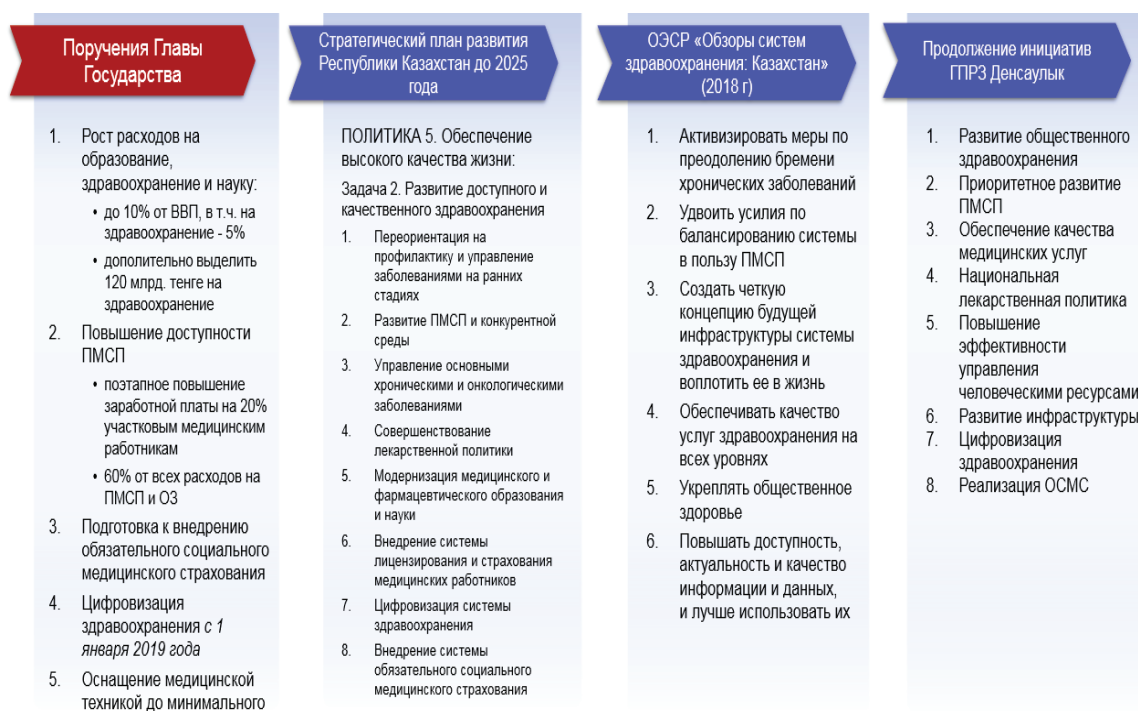 Поручения Главы
Государства
1. Рост расходов на
образование,
здравоохранение и науку:
• до 10% от ВВП, в т.ч. на
здравоохранение - 5%
• дополительно выделить
120 млрд. тенге на
здравоохранение
2. Повышение доступности
ПМСП
• поэтапное повышение
заработной платы на 20%
участковым медицинским
работникам
• 60% от всех расходов на
ПМСП и ОЗ
3. Подготовка к внедрению
обязательного социального
медицинского страхования
4. Цифровизация
здравоохранения с 1
января 2019 года
5. Оснащение медицинской
техникой до минимального
Стратегический план развития
Республики Казахстан до 2025
года
ПОЛИТИКА 5. Обеспечение
высокого качества жизни:
Задача 2. Развитие доступного и
качественного здравоохранения
1. Переориентация на
профилактику и управление
заболеваниями на ранних
стадиях
2. Развитие ПМСП и конкурентной
среды
3. Управление основными
хроническими и онкологическими
заболеваниями
4. Совершенствование
лекарственной политики
5. Модернизация медицинского и
фармацевтического образования
и науки
6. Внедрение системы
лицензирования и страхования
медицинских работников
7. Цифровизация системы
здравоохранения
8. Внедрение системы
обязательного социального
медицинского страхования
ОЭСР «Обзоры систем
здравоохранения: Казахстан»
(2018 г)
1. Активизировать меры по
преодолению бремени
хронических заболеваний
2. Удвоить усилия по
балансированию системы
в пользу ПМСП
3. Создать четкую
концепцию будущей
инфраструктуры системы
здравоохранения и
воплотить ее в жизнь
4. Обеспечивать качество
услуг здравоохранения на
всех уровнях
5. Укреплять общественное
здоровье
6. Повышать доступность,
актуальность и качество
информации и данных,
и лучше использовать их
Продолжение инициатив
ГПРЗ Денсаулык
1. Развитие общественного
здравоохранения
2. Приоритетное развитие
ПМСП
3. Обеспечение качества
медицинских услуг
4. Национальная
лекарственная политика
5. Повышение
эффективности
управления
человеческими ресурсами
6. Развитие инфраструктуры
7. Цифровизация
здравоохранения
8. Реализация ОСМС